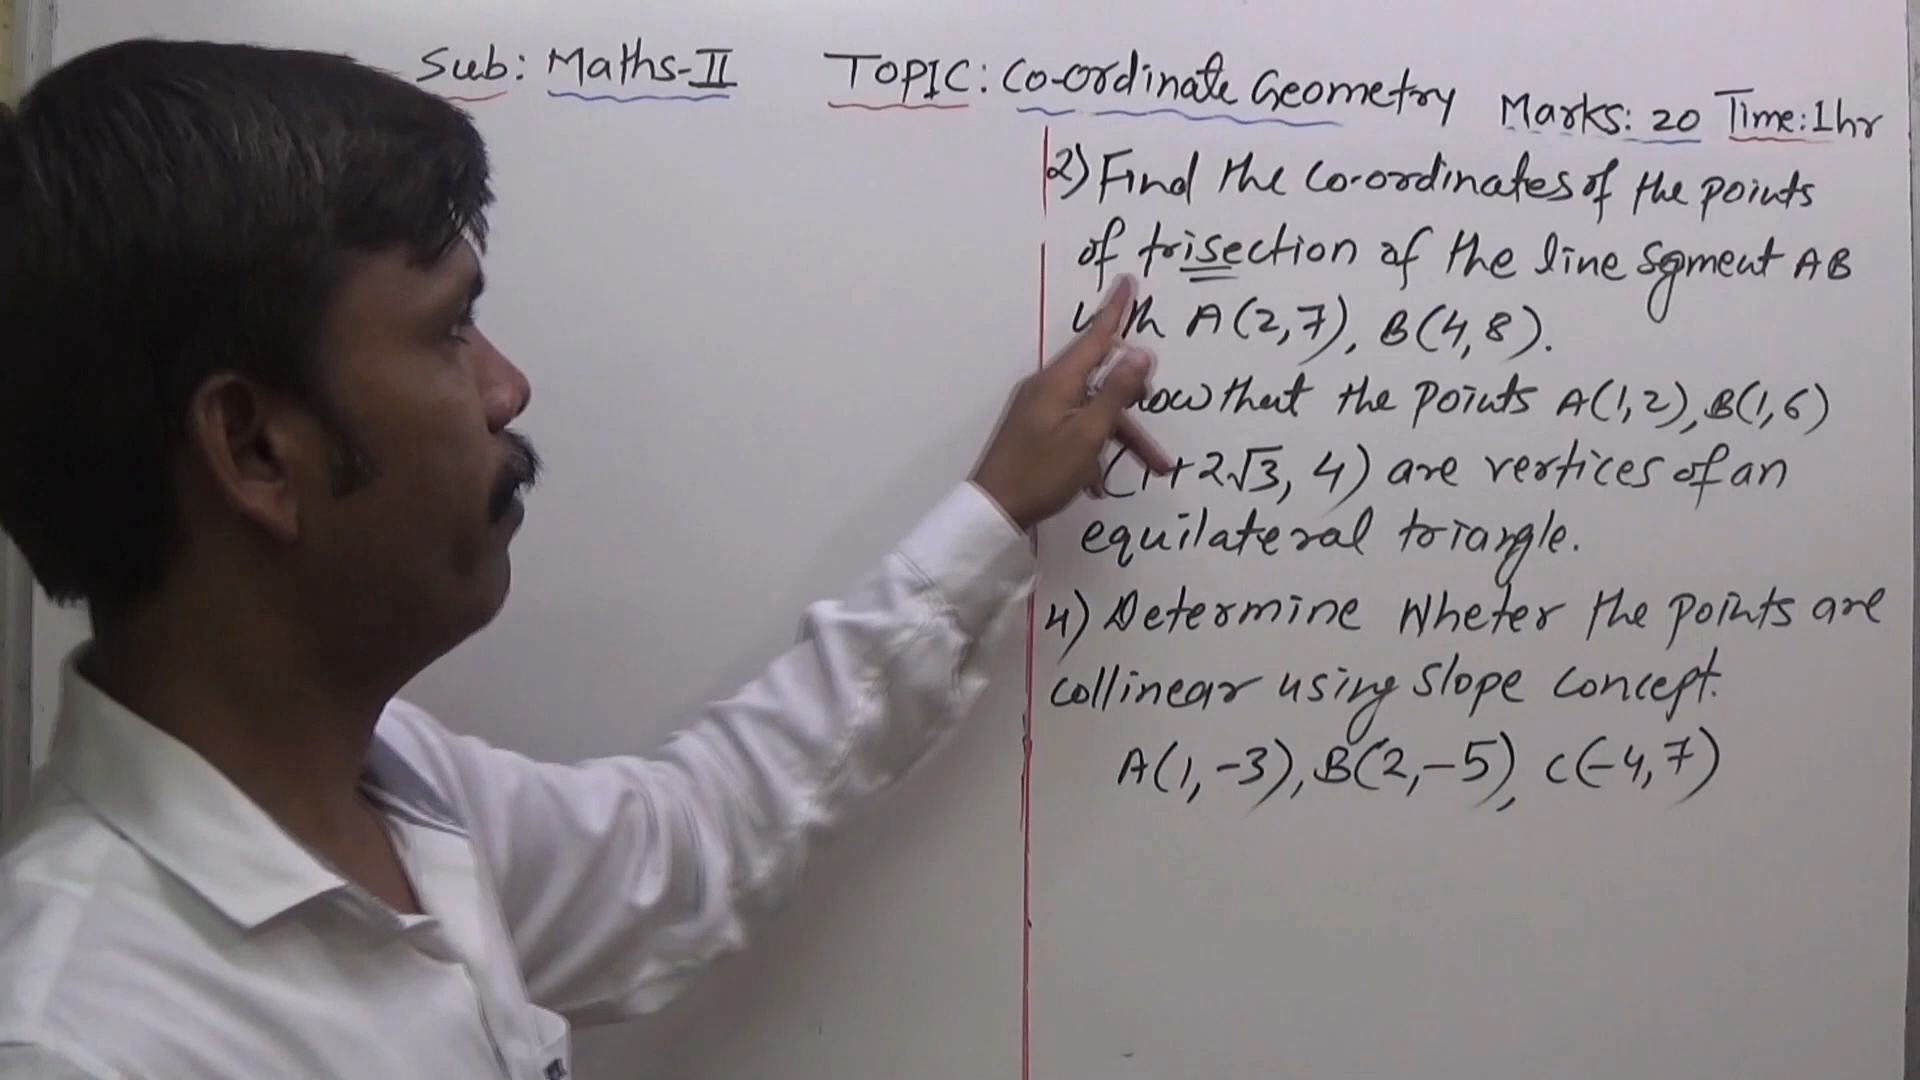 Sub: Maths-II TOPIC: Co-ordinate Geometry Marks: 20 Time: 1hr
2) Find the co-ordinates of the points
of trisection of the line sgment AB
A(2,7), B(4,8).
that the points A(1,2), B(1,6)
+2√3, 4) are vertices of an
equilateral triangle.
4) Determine Wheter the points are
collinear using slope concept.
A(1,-3), B(2,-5), C(-4,7)